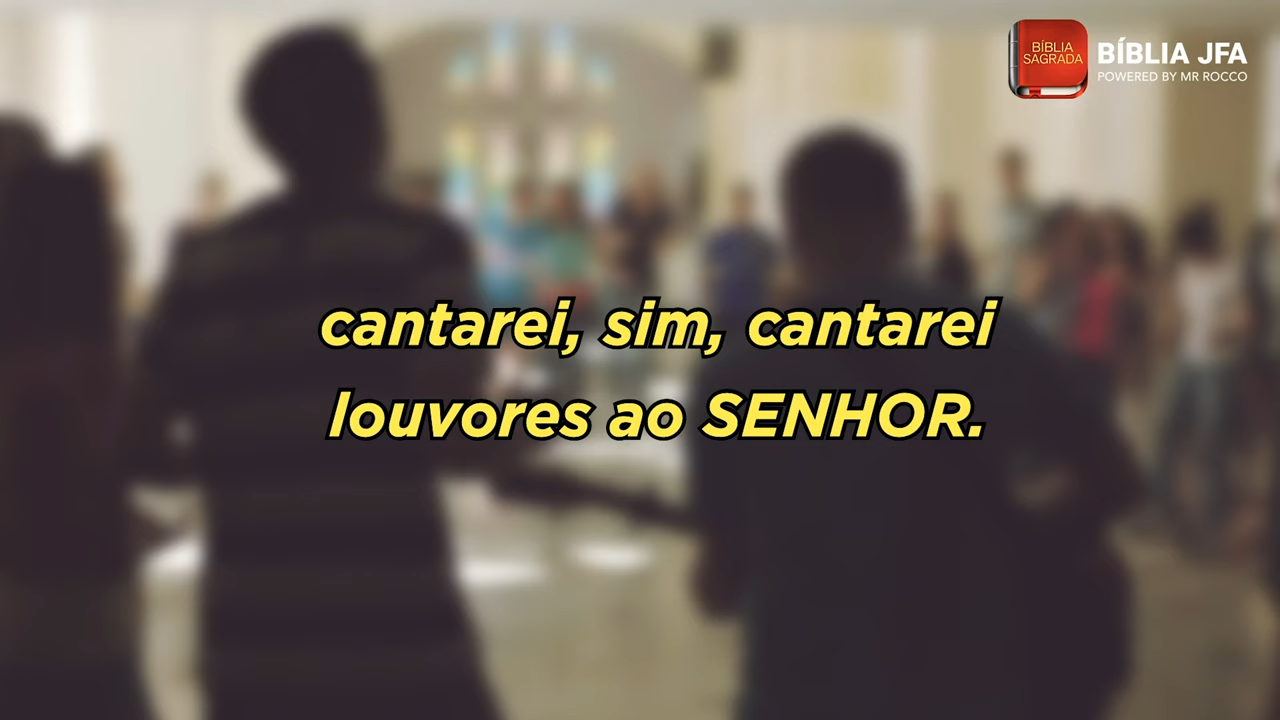 BÍBLIA
SAGRADA
BÍBLIA JFA
POWERED BY MR ROCCO
cantarei, sim, cantarei
louvores ao SENHOR.